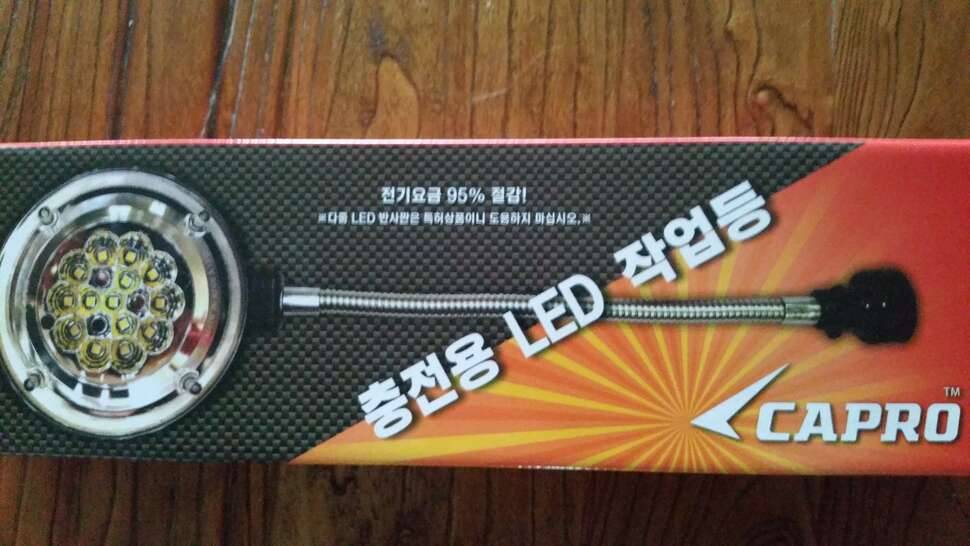 전기요금 95% 절감!
※다중 LED 반사판은 특허상품이니 도용하지 마십시오.※
충전용 LED 작업등
CAPRO™